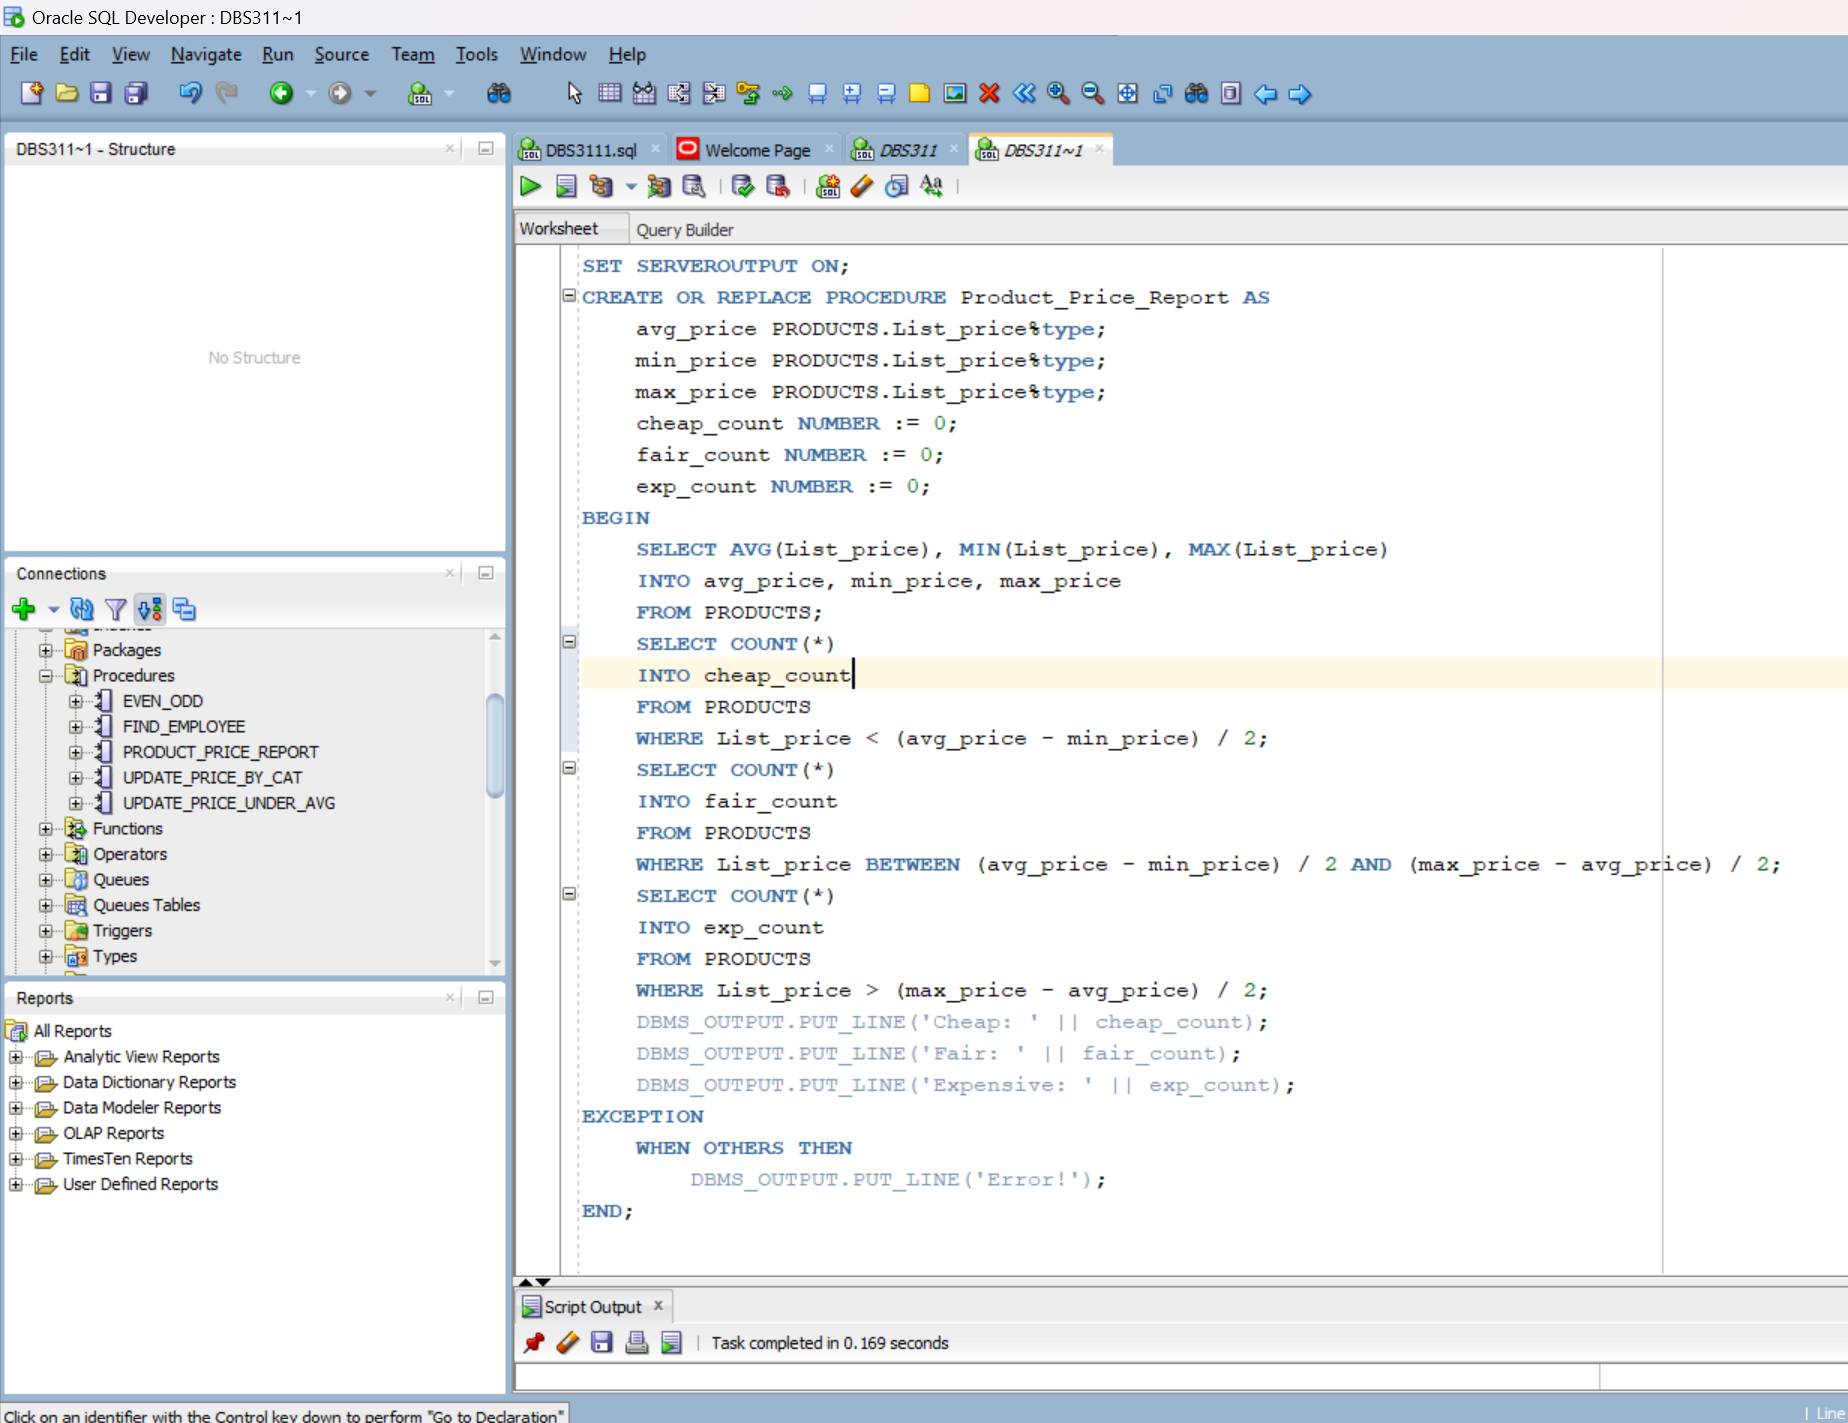 Oracle SQL Developer : DBS311~1
File Edit View Navigate Run Source Team Tools Window Help
DBS311~1 - Structure
No Structure
Connections
Packages
Procedures
EVEN_ODD
FIND_EMPLOYEE
PRODUCT_PRICE_REPORT
UPDATE_PRICE_BY_CAT
UPDATE_PRICE_UNDER_AVG
Functions
Operators
Queues
Queues Tables
Triggers
Types
Reports
All Reports
Analytic View Reports
Data Dictionary Reports
Data Modeler Reports
OLAP Reports
TimesTen Reports
User Defined Reports
DBS3111.sql Welcome Page DBS311 DBS311~1
Worksheet Query Builder
SET SERVEROUTPUT ON;
CREATE OR REPLACE PROCEDURE Product_Price_Report AS
avg_price PRODUCTS.List_price%type;
min_price PRODUCTS.List_price%type;
max_price PRODUCTS.List_price%type;
cheap_count NUMBER := 0;
fair_count NUMBER := 0;
exp_count NUMBER := 0;
BEGIN
SELECT AVG(List_price), MIN(List_price), MAX(List_price)
INTO avg_price, min_price, max_price
FROM PRODUCTS;
SELECT COUNT(*)
INTO cheap_count
FROM PRODUCTS
WHERE List_price < (avg_price - min_price) / 2;
SELECT COUNT(*)
INTO fair_count
FROM PRODUCTS
WHERE List_price BETWEEN (avg_price - min_price) / 2 AND (max_price - avg_price) / 2;
SELECT COUNT(*)
INTO exp_count
FROM PRODUCTS
WHERE List_price > (max_price - avg_price) / 2;
DBMS_OUTPUT.PUT_LINE('Cheap: ' || cheap_count);
DBMS_OUTPUT.PUT_LINE('Fair: ' || fair_count);
DBMS_OUTPUT.PUT_LINE('Expensive: ' || exp_count);
EXCEPTION
WHEN OTHERS THEN
DBMS_OUTPUT.PUT_LINE('Error!');
END;
Script Output
Task completed in 0.169 seconds
Click on an identifier with the Control key down to perform "Go to Declaration"
Line